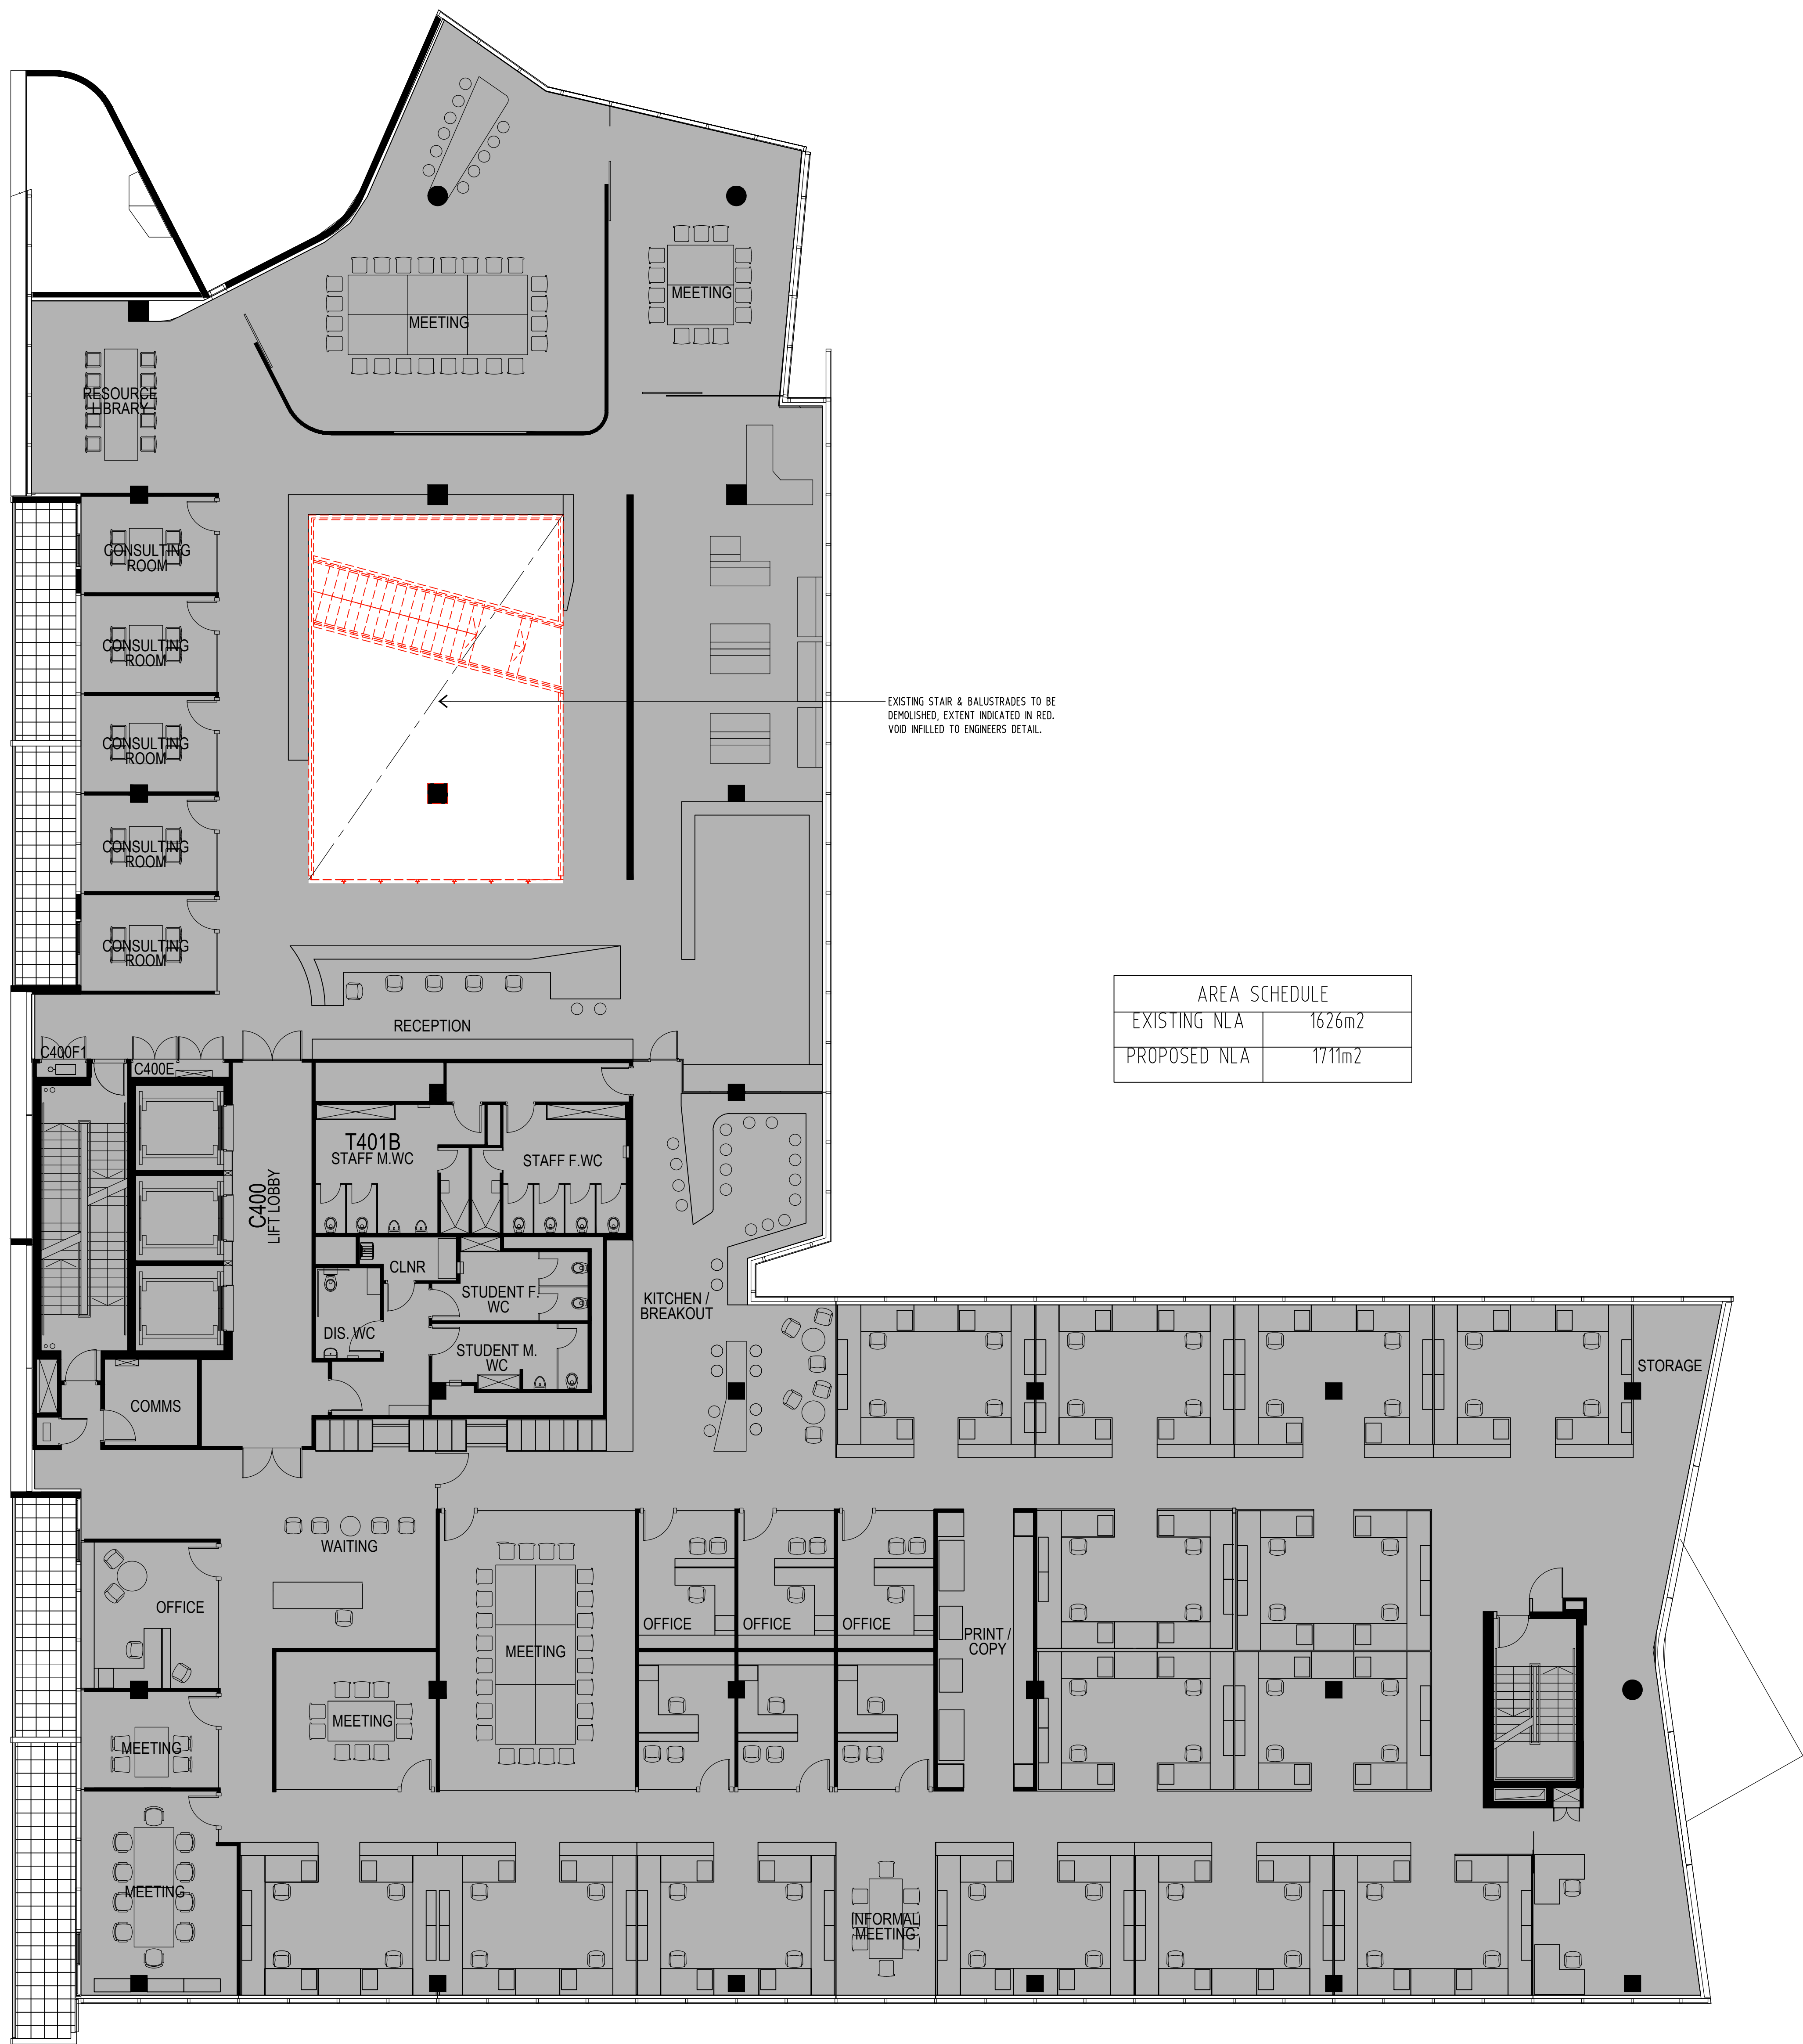 MEETING
MEETING
RESOURCE
LIBRARY
CONSULTING
ROOM
CONSULTING
ROOM
EXISTING STAIR & BALUSTRADES TO BE
DEMOLISHED, EXTENT INDICATED IN RED.
VOID INFILLED TO ENGINEERS DETAIL.
CONSULTING
ROOM
CONSULTING
ROOM
CONSULTING
ROOM
AREA SCHEDULE
EXISTING NLA 1626m2
PROPOSED NLA 1711m2
RECEPTION
C400F1
C400E
T401B
STAFF M.WC
STAFF F.WC
C400
LIFT LOBBY
CLNR
STUDENT F.
WC
KITCHEN /
BREAKOUT
DIS. WC
STUDENT M.
WC
STORAGE
COMMS
WAITING
OFFICE
OFFICE
OFFICE
OFFICE
PRINT /
COPY
MEETING
MEETING
MEETING
MEETING
INFORMAL
MEETING